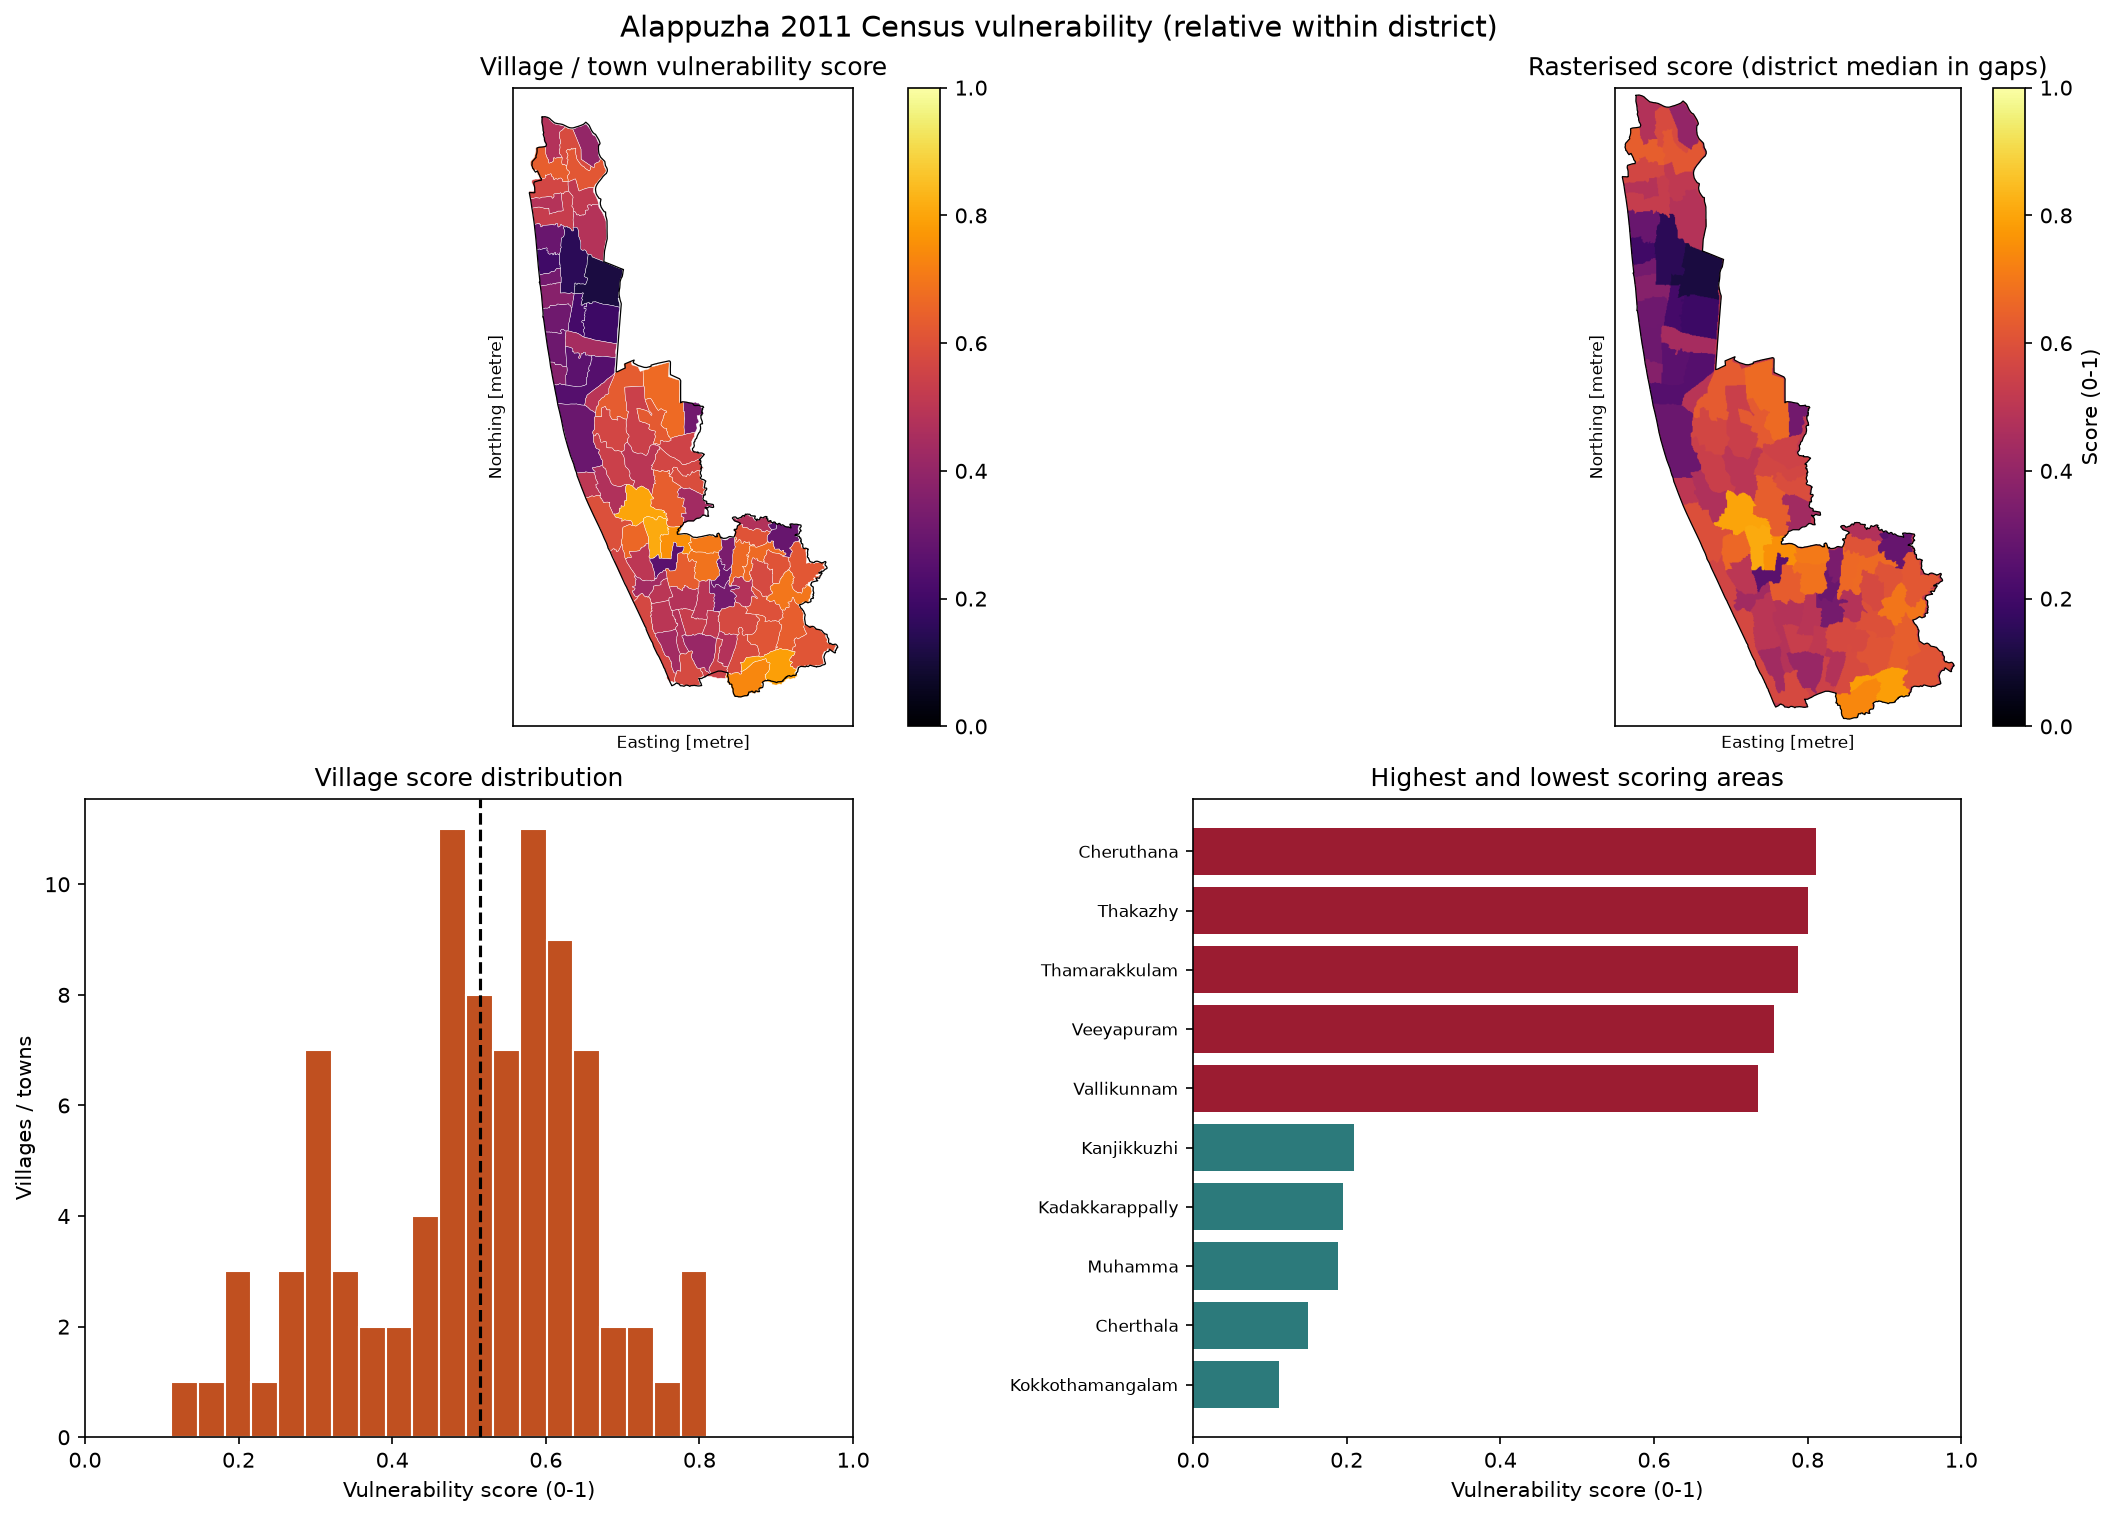 Alappuzha 2011 Census vulnerability (relative within district)
Village / town vulnerability score
1.0
0.8
0.6
0.4
0.2
0.0
Northing [metre]
Easting [metre]
Rasterised score (district median in gaps)
1.0
0.8
0.6
0.4
0.2
0.0
Score (0-1)
Northing [metre]
Easting [metre]
Village score distribution
10
8
6
4
2
0
Villages / towns
0.0 0.2 0.4 0.6 0.8 1.0
Vulnerability score (0-1)
Highest and lowest scoring areas
Cheruthana
Thakazhy
Thamarakkulam
Veeyapuram
Vallikunnam
Kanjikkuzhi
Kadakkarappally
Muhamma
Cherthala
Kokkothamangalam
0.0 0.2 0.4 0.6 0.8 1.0
Vulnerability score (0-1)